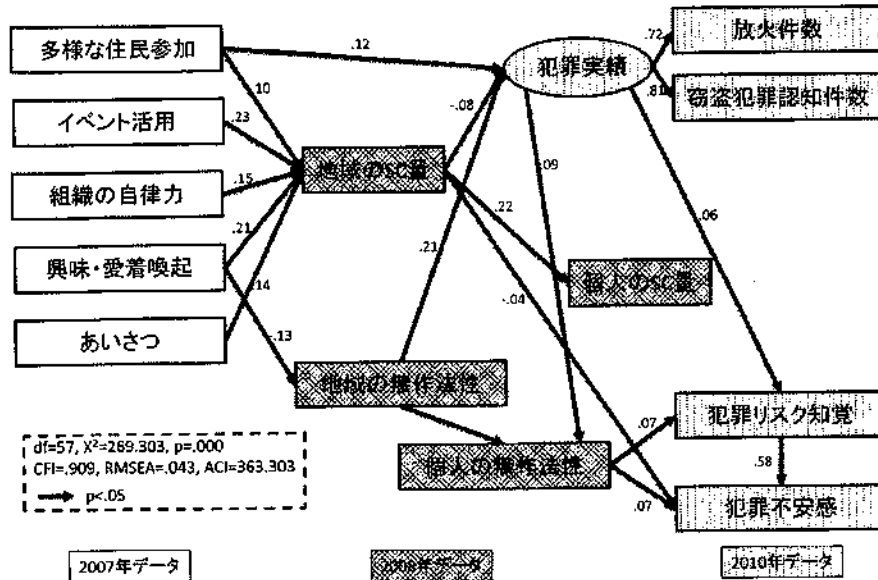 多様な住民参加
イベント活用
組織の自律力
興味・愛着喚起
あいさつ
.12
.10
.23
.15
.21
.14
-.13
地域のSC量
地域の無作法性
犯罪実績
.72
.81
放火件数
窃盗犯罪認知件数
-.08
.09
.21
.22
-.04
.06
個人のSC量
個人の無作法性
.07
.07
犯罪リスク知覚
.58
犯罪不安感
df=57, X²=269.303, p=.000
CFI=.909, RMSEA=.043, ACI=363.303
p<.05
2007年データ
2008年データ
2010年データ